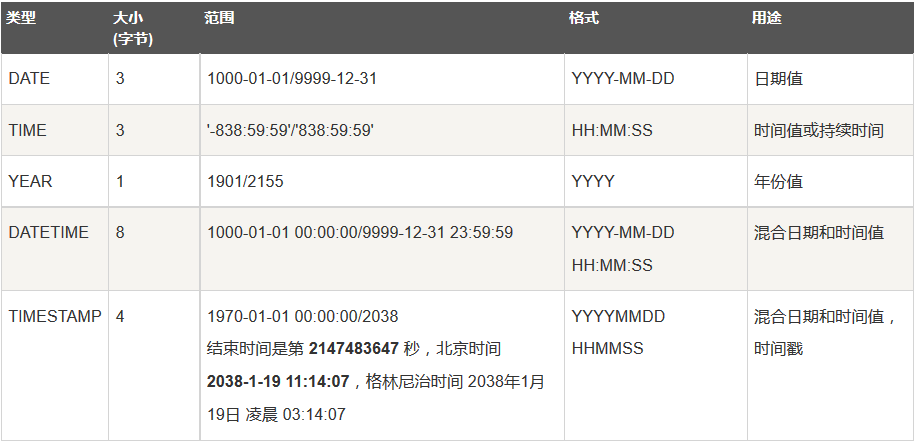 类型 大小 范围 格式 用途
(字节)
DATE 3 1000-01-01/9999-12-31 YYYY-MM-DD 日期值
TIME 3 '-838:59:59'/'838:59:59' HH:MM:SS 时间值或持续时间
YEAR 1 1901/2155 YYYY 年份值
DATETIME 8 1000-01-01 00:00:00/9999-12-31 23:59:59 YYYY-MM-DD 混合日期和时间值
HH:MM:SS
TIMESTAMP 4 1970-01-01 00:00:00/2038 YYYYMMDD 混合日期和时间值，
结束时间是第 2147483647 秒，北京时间 HHMMSS 时间戳
2038-1-19 11:14:07，格林尼治时间 2038年1月
19日 凌晨 03:14:07